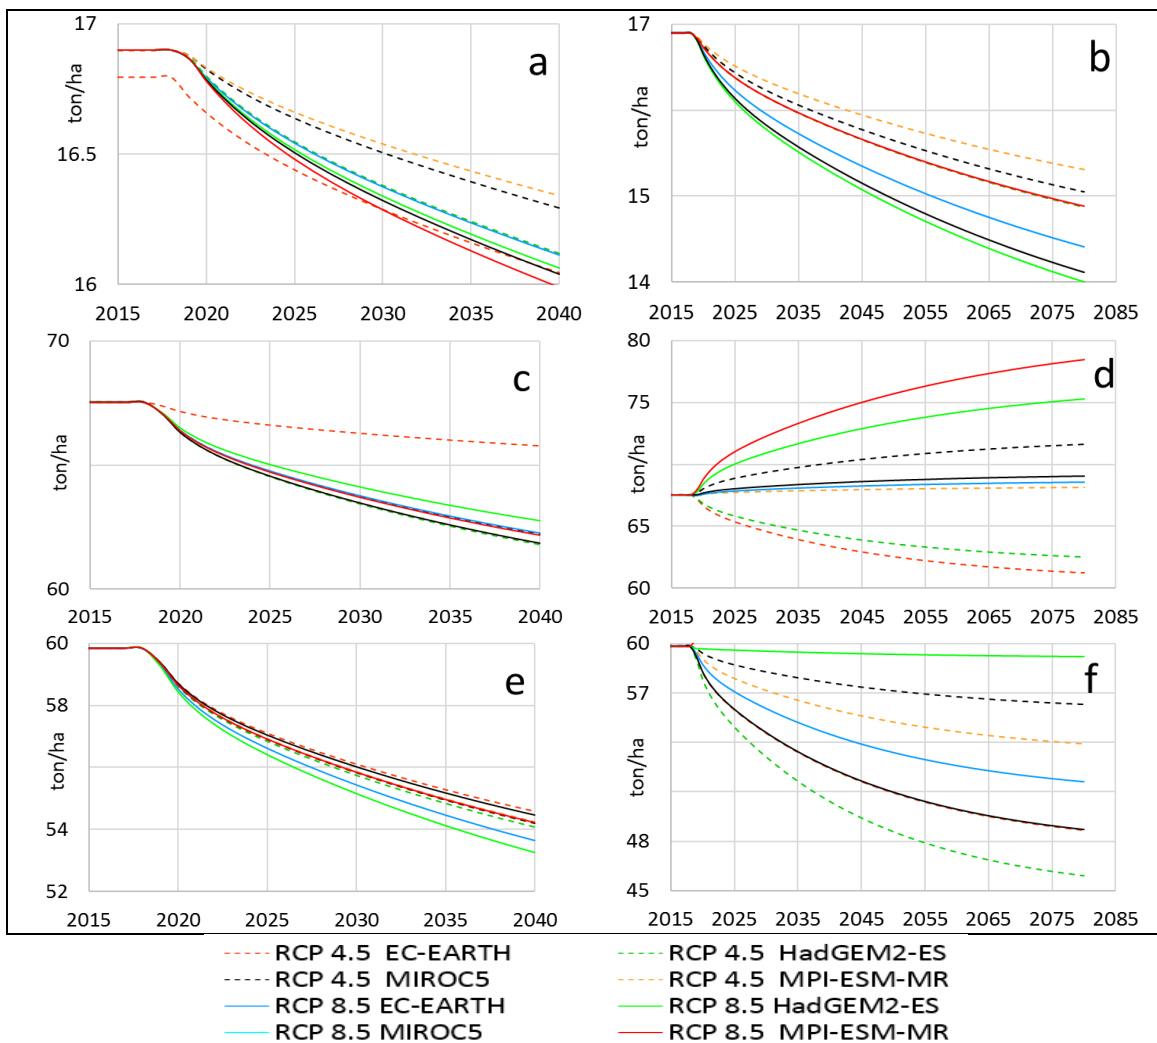 17
16.5
16
ton/ha
a
2015 2020 2025 2030 2035 2040
17
15
14
ton/ha
b
2015 2025 2035 2045 2055 2065 2075 2085
70
60
ton/ha
c
2015 2020 2025 2030 2035 2040
80
75
65
60
ton/ha
d
2015 2025 2035 2045 2055 2065 2075 2085
60
58
54
52
ton/ha
e
2015 2020 2025 2030 2035 2040
60
57
48
45
ton/ha
f
2015 2025 2035 2045 2055 2065 2075 2085
RCP 4.5 EC-EARTH
RCP 4.5 HadGEM2-ES
RCP 4.5 MIROC5
RCP 4.5 MPI-ESM-MR
RCP 8.5 EC-EARTH
RCP 8.5 HadGEM2-ES
RCP 8.5 MIROC5
RCP 8.5 MPI-ESM-MR